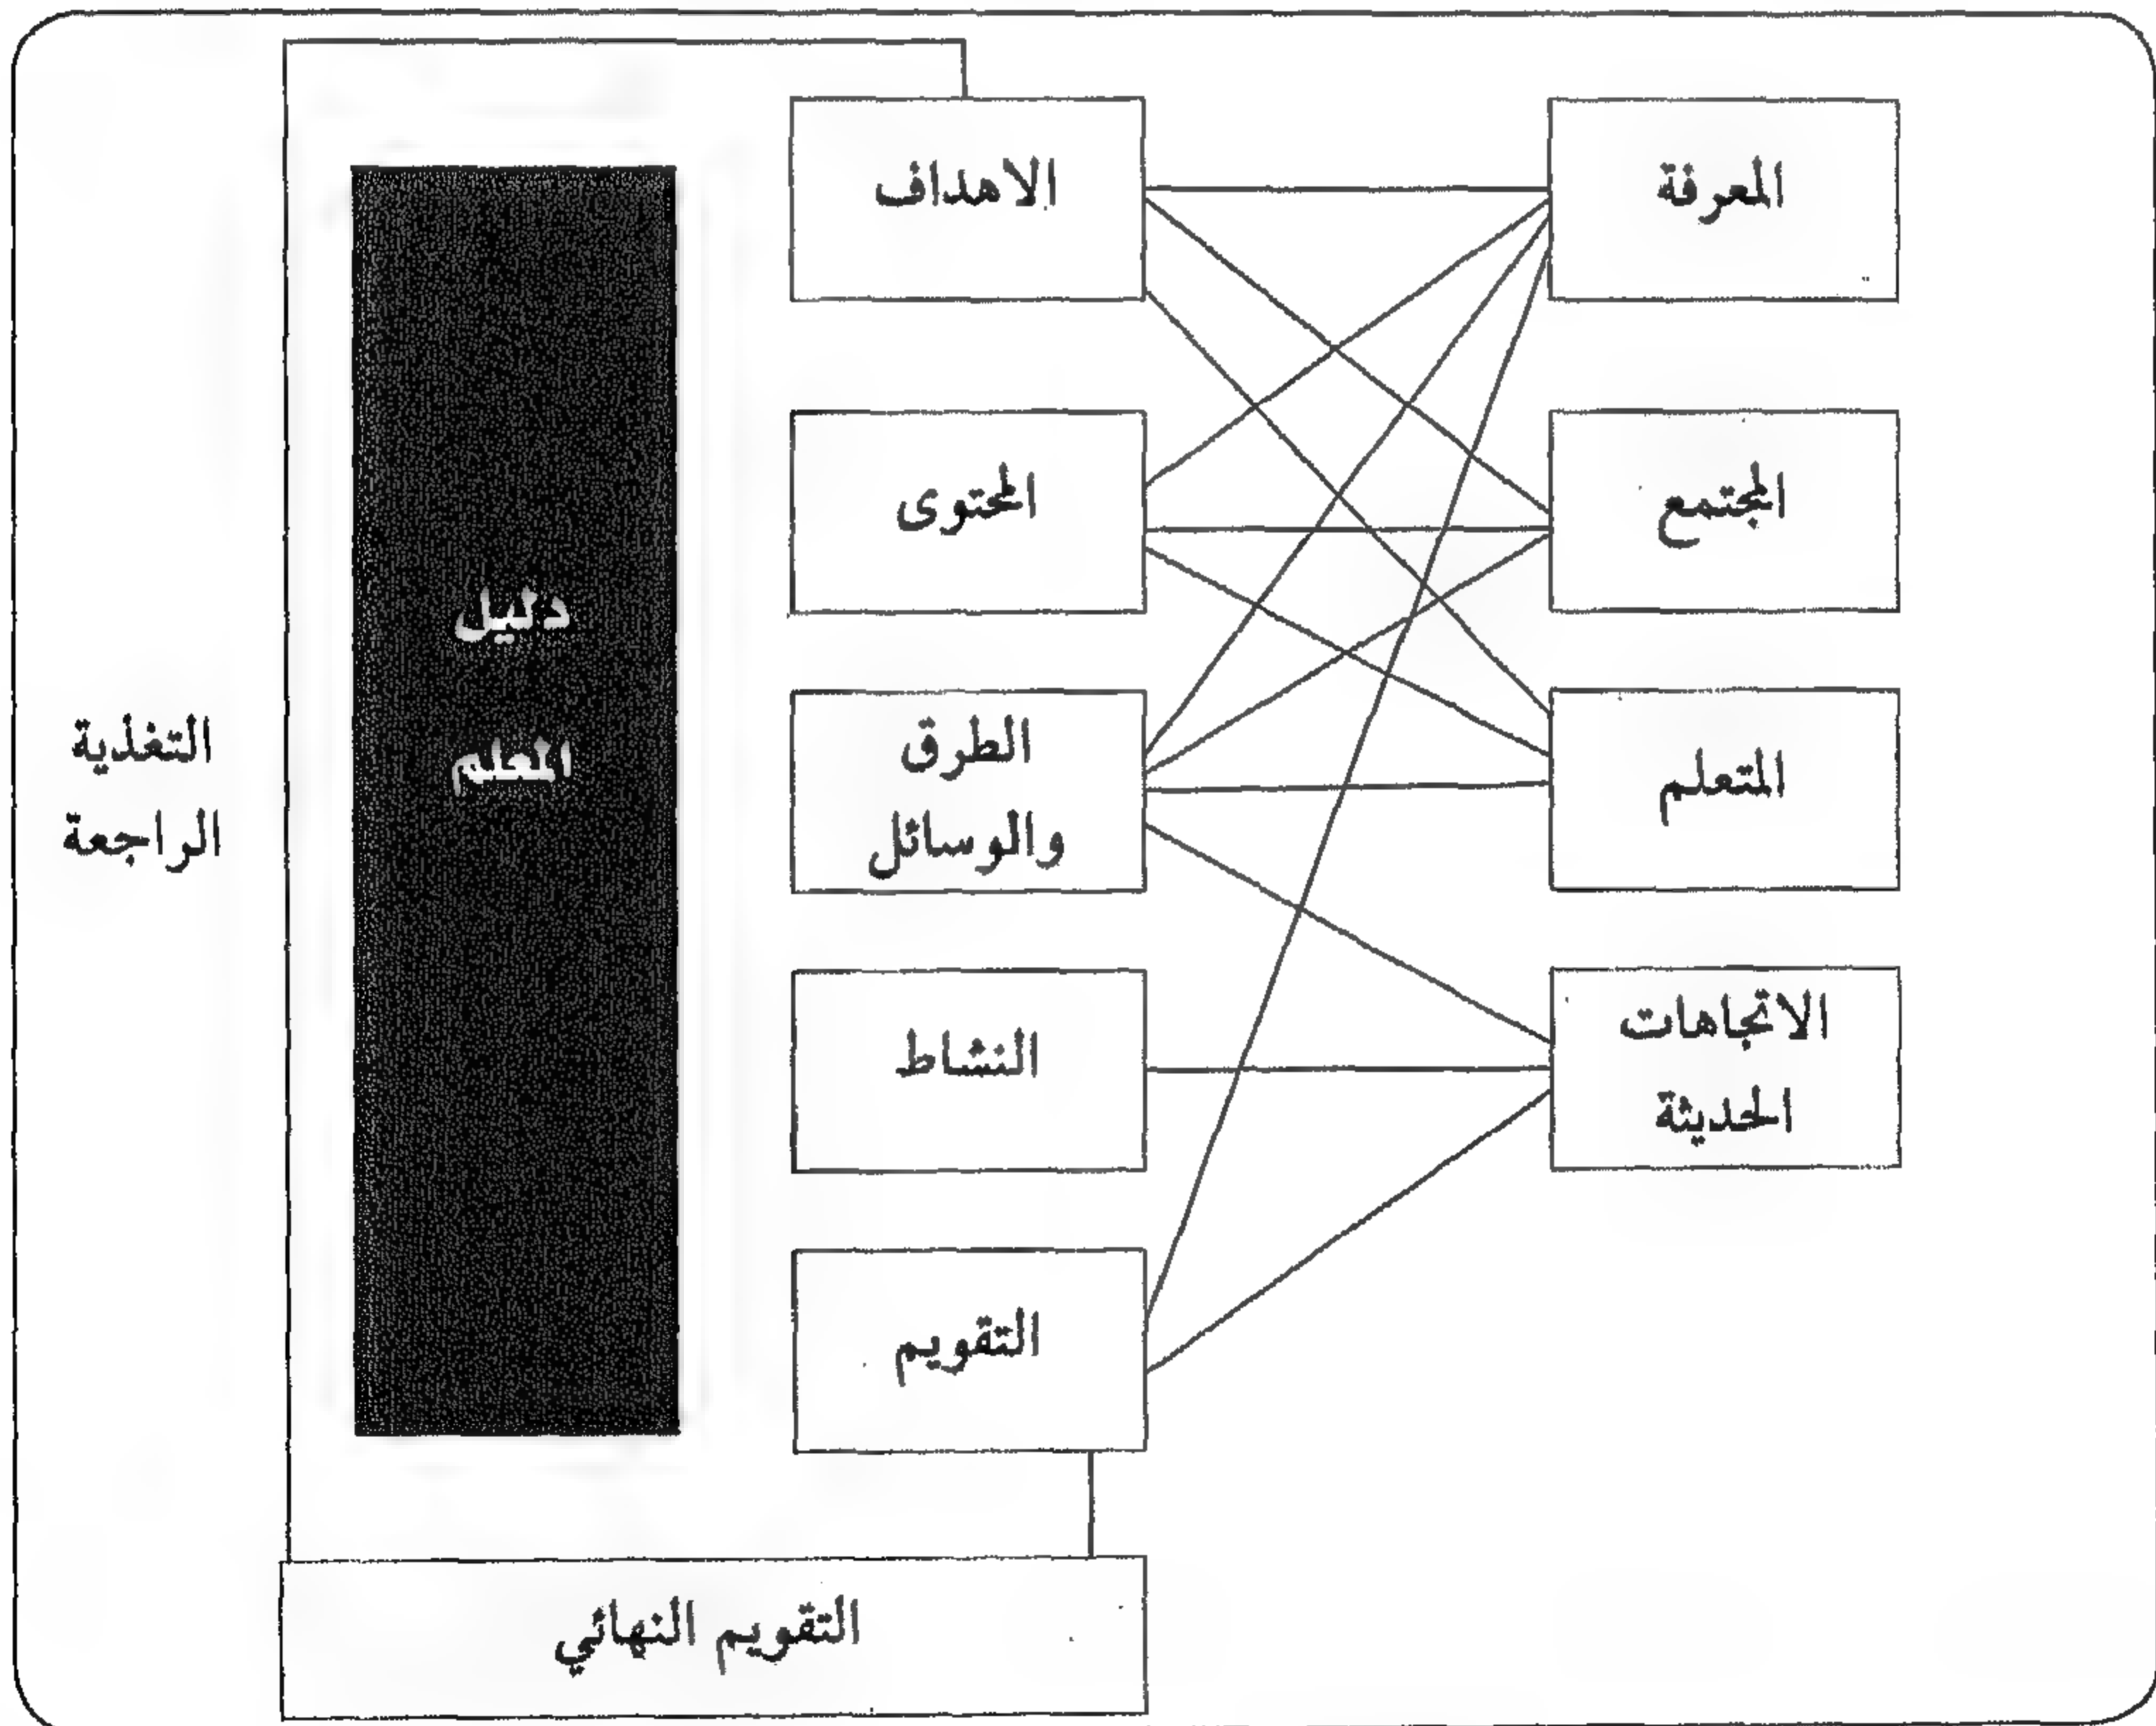 المعرفة
المجتمع
المتعلم
الاتجاهات
الحديثة
الاهداف
المحتوى
الطرق
والوسائل
النشاط
التقويم
دليل
المعلم
التغذية
الراجعة
التقويم النهائي